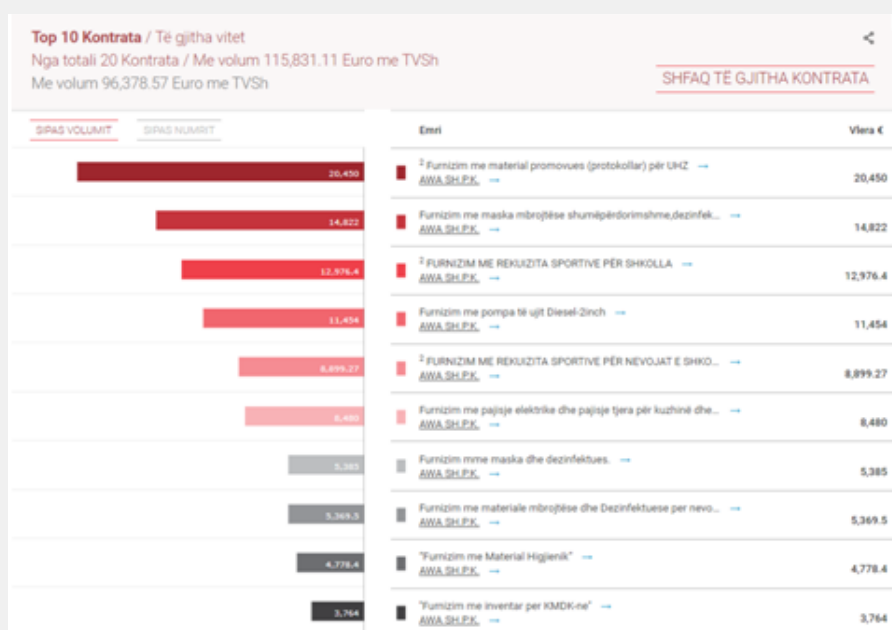 Top 10 Kontrata / Të gjitha vitet
Nga totali 20 Kontrata / Me volum 115,831.11 Euro me TVSh
Me volum 96,378.57 Euro me TVSh
SHFAQ TË GJITHA KONTRATA
SIPAS VOLUMIT SIPAS NUMRIT
Emri Vlera €
20,450 2 Furnizim me material promovues (protokollar) për UHZ →
AWA SH.P.K. → 20,450
14,822 Furnizim me maska mbrojtëse shumëpërdorimshme,dezinfek... →
AWA SH.P.K. → 14,822
12,976.4 2 FURNIZIM ME REKUIZITA SPORTIVE PËR SHKOLLA →
AWA SH.P.K. → 12,976.4
11,454 Furnizim me pompa të ujit Diesel-2inch →
AWA SH.P.K. → 11,454
8,899.27 2 FURNIZIM ME REKUIZITA SPORTIVE PËR NEVOJAT E SHKO... →
AWA SH.P.K. → 8,899.27
8,480 Furnizim me pajisje elektrike dhe pajisje tjera për kuzhinë dhe... →
AWA SH.P.K. → 8,480
5,385 Furnizim mme maska dhe dezinfektues. →
AWA SH.P.K. → 5,385
5,369.5 Furnizim me materiale mbrojtëse dhe Dezinfektuese per nevo... →
AWA SH.P.K. → 5,369.5
4,778.4 "Furnizim me Material Higjienik" →
AWA SH.P.K. → 4,778.4
3,764 "Furnizim me inventar per KMDK-ne" →
AWA SH.P.K. → 3,764